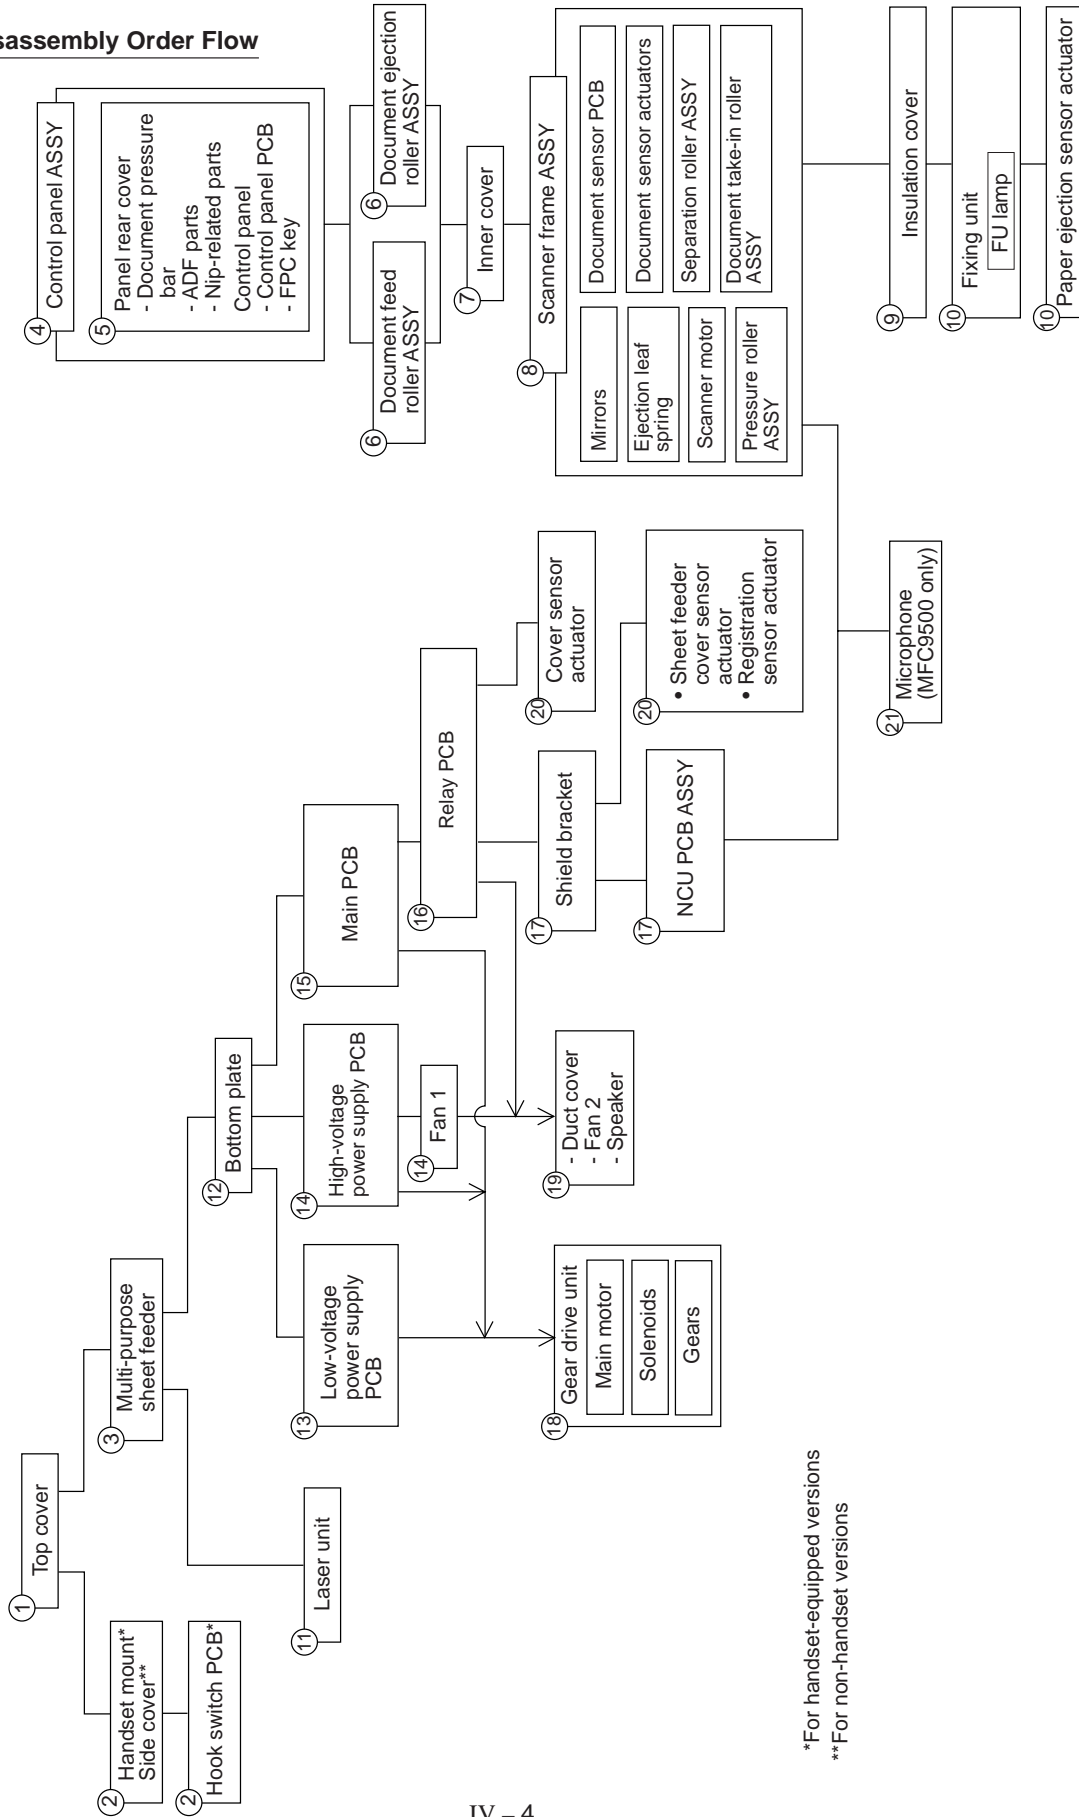 sassembly Order Flow
1
Top cover
2
Handset mount*
Side cover**
2
Hook switch PCB*
3
Multi-purpose
sheet feeder
11
Laser unit
12
Bottom plate
13
Low-voltage
power supply
PCB
14
High-voltage
power supply PCB
14
Fan 1
15
Main PCB
16
Relay PCB
17
Shield bracket
17
NCU PCB ASSY
18
Gear drive unit
Main motor
Solenoids
Gears
19
- Duct cover
- Fan 2
- Speaker
20
Cover sensor
actuator
20
• Sheet feeder
cover sensor
actuator
• Registration
sensor actuator
21
Microphone
(MFC9500 only)
4
Control panel ASSY
5
Panel rear cover
- Document pressure
bar
- ADF parts
- Nip-related parts
Control panel
- Control panel PCB
- FPC key
6
Document feed
roller ASSY
6
Document ejection
roller ASSY
7
Inner cover
8
Scanner frame ASSY
Mirrors
Ejection leaf
spring
Scanner motor
Pressure roller
ASSY
Document sensor PCB
Document sensor actuators
Separation roller ASSY
Document take-in roller
ASSY
9
Insulation cover
10
Fixing unit
FU lamp
10
Paper ejection sensor actuator
*For handset-equipped versions
**For non-handset versions
IV – 4